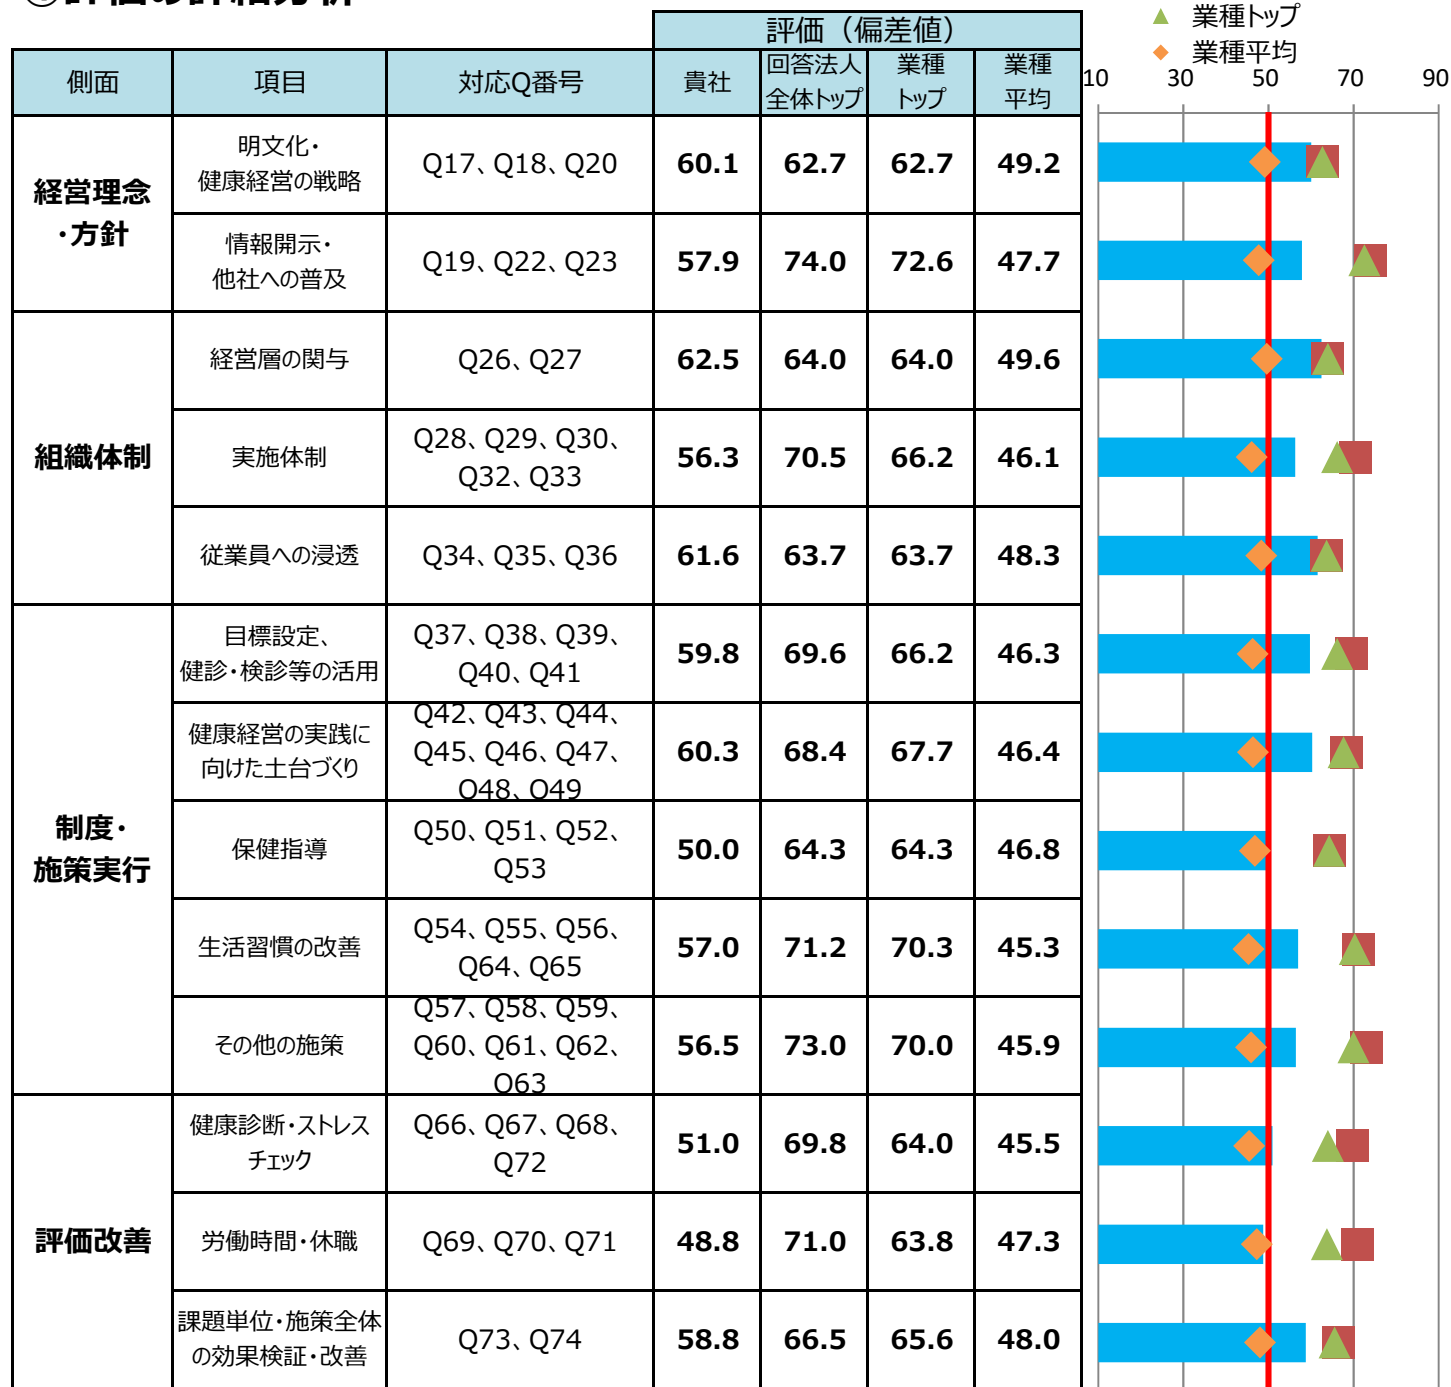 ①評価の詳細分析
評価（偏差値）
側面 項目 対応Q番号 貴社 回答法人全体トップ 業種トップ 業種平均
▲ 業種トップ
◆ 業種平均
10 30 50 70 90
経営理念
・方針
明文化・
健康経営の戦略
Q17、Q18、Q20
60.1 62.7 62.7 49.2
情報開示・
他社への普及
Q19、Q22、Q23
57.9 74.0 72.6 47.7
組織体制
経営層の関与
Q26、Q27
62.5 64.0 64.0 49.6
実施体制
Q28、Q29、Q30、
Q32、Q33
56.3 70.5 66.2 46.1
従業員への浸透
Q34、Q35、Q36
61.6 63.7 63.7 48.3
制度・
施策実行
目標設定、
健診・検診等の活用
Q37、Q38、Q39、
Q40、Q41
59.8 69.6 66.2 46.3
健康経営の実践に
向けた土台づくり
Q42、Q43、Q44、
Q45、Q46、Q47、
Q48、Q49
60.3 68.4 67.7 46.4
保健指導
Q50、Q51、Q52、
Q53
50.0 64.3 64.3 46.8
生活習慣の改善
Q54、Q55、Q56、
Q64、Q65
57.0 71.2 70.3 45.3
その他の施策
Q57、Q58、Q59、
Q60、Q61、Q62、
Q63
56.5 73.0 70.0 45.9
評価改善
健康診断・ストレス
チェック
Q66、Q67、Q68、
Q72
51.0 69.8 64.0 45.5
労働時間・休職
Q69、Q70、Q71
48.8 71.0 63.8 47.3
課題単位・施策全体
の効果検証・改善
Q73、Q74
58.8 66.5 65.6 48.0